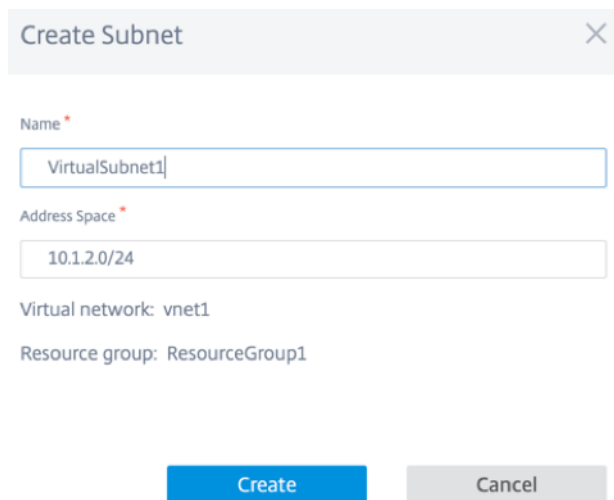 Create Subnet
Name *
VirtualSubnet1
Address Space *
10.1.2.0/24
Virtual network: vnet1
Resource group: ResourceGroup1
Create Cancel